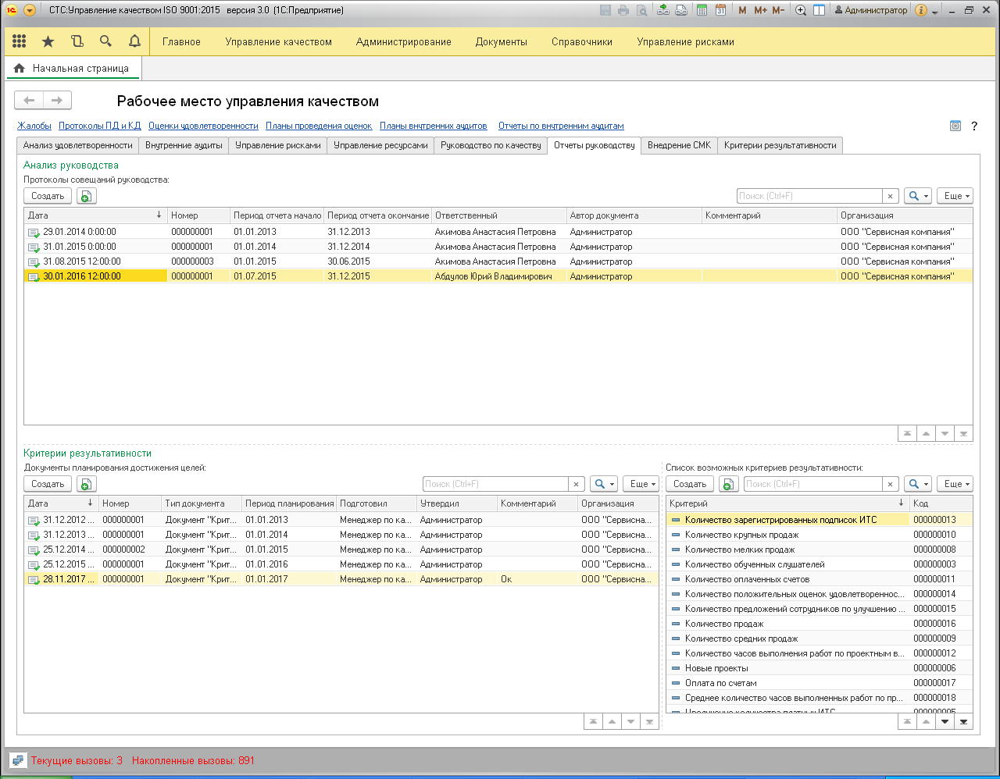 СТС:Управление качеством ISO 9001:2015 версия 3.0 (1С:Предприятие)
M M+ M- Администратор
Главное Управление качеством Администрирование Документы Справочники Управление рисками
Начальная страница
Рабочее место управления качеством
Жалобы Протоколы ПД и КД Оценки удовлетворенности Планы проведения оценок Планы внутренних аудитов Отчеты по внутренним аудитам ?
Анализ удовлетворенности Внутренние аудиты Управление рисками Управление ресурсами Руководство по качеству Отчеты руководству Внедрение СМК Критерии результативности
Анализ руководства
Протоколы совещаний руководства:
Создать Поиск (Ctrl+F) × Еще
Дата ↓ Номер Период отчета начало Период отчета окончание Ответственный Автор документа Комментарий Организация
29.01.2014 0:00:00 000000001 01.01.2013 31.12.2013 Акимова Анастасия Петровна Администратор ООО "Сервисная компания"
31.01.2015 0:00:00 000000001 01.01.2014 31.12.2014 Акимова Анастасия Петровна Администратор ООО "Сервисная компания"
31.08.2015 12:00:00 000000003 01.01.2015 30.06.2015 Акимова Анастасия Петровна Администратор ООО "Сервисная компания"
30.01.2016 12:00:00 000000001 01.07.2015 31.12.2015 Абдулов Юрий Владимирович Администратор ООО "Сервисная компания"
Критерии результативности
Документы планирования достижения целей:
Создать Поиск (Ctrl+F) × Еще
Дата ↓ Номер Тип документа Период планирования Подготовил Утвердил Комментарий Организация
31.12.2012 ... 000000001 Документ "Крит... 01.01.2013 Менеджер по ка... Администратор ООО "Сервисна...
31.12.2013 ... 000000001 Документ "Крит... 01.01.2014 Менеджер по ка... Администратор ООО "Сервисна...
25.12.2014 ... 000000002 Документ "Крит... 01.01.2015 Менеджер по ка... Администратор ООО "Сервисна...
25.12.2015 ... 000000001 Документ "Крит... 01.01.2016 Менеджер по ка... Администратор ООО "Сервисна...
28.11.2017 ... 000000001 Документ "Крит... 01.01.2017 Менеджер по ка... Администратор Ок ООО "Сервисна...
Список возможных критериев результативности:
Создать Поиск (Ctrl+F) × Еще
Критерий ↓ Код
Количество зарегистрированных подписок ИТС 000000013
Количество крупных продаж 000000010
Количество мелких продаж 000000008
Количество обученных слушателей 000000003
Количество оплаченных счетов 000000011
Количество положительных оценок удовлетвореннос... 000000014
Количество предложений сотрудников по улучшению ... 000000015
Количество продаж 000000016
Количество средних продаж 000000009
Количество часов выполнения работ по проектным в... 000000012
Новые проекты 000000006
Оплата по счетам 000000017
Среднее количество часов выполненных работ по пр... 000000018
Увеличение количества платных ИТС 000000005
Текущие вызовы: 3 Накопленные вызовы: 891